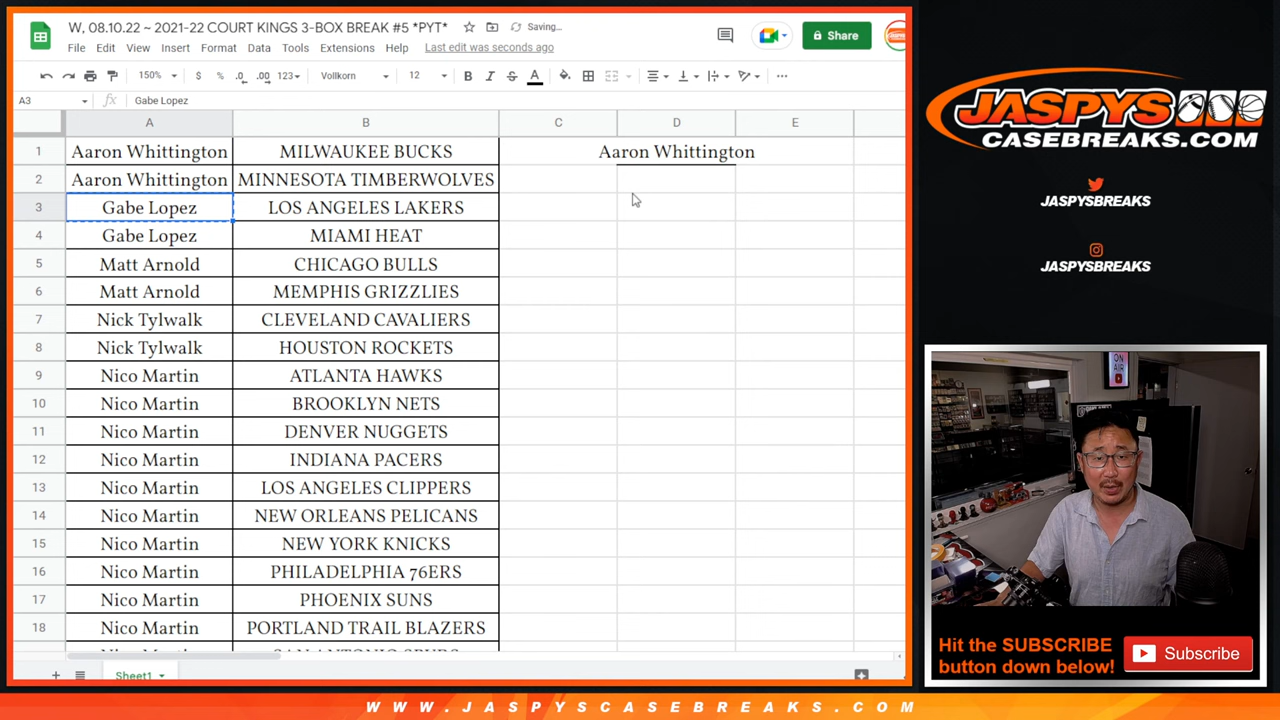 W, 08.10.22 ~ 2021-22 COURT KINGS 3-BOX BREAK #5 *PYT*
Saving...
File Edit View Insert Format Data Tools Extensions Help Last edit was seconds ago
Share
150% $ % .0 .00 123 Vollkorn 12 B I S A
A3 fx Gabe Lopez
A B C D E
1 Aaron Whittington MILWAUKEE BUCKS Aaron Whittington
2 Aaron Whittington MINNESOTA TIMBERWOLVES
3 Gabe Lopez LOS ANGELES LAKERS
4 Gabe Lopez MIAMI HEAT
5 Matt Arnold CHICAGO BULLS
6 Matt Arnold MEMPHIS GRIZZLIES
7 Nick Tylwalk CLEVELAND CAVALIERS
8 Nick Tylwalk HOUSTON ROCKETS
9 Nico Martin ATLANTA HAWKS
10 Nico Martin BROOKLYN NETS
11 Nico Martin DENVER NUGGETS
12 Nico Martin INDIANA PACERS
13 Nico Martin LOS ANGELES CLIPPERS
14 Nico Martin NEW ORLEANS PELICANS
15 Nico Martin NEW YORK KNICKS
16 Nico Martin PHILADELPHIA 76ERS
17 Nico Martin PHOENIX SUNS
18 Nico Martin PORTLAND TRAIL BLAZERS
Sheet1
JASPYS
CASEBREAKS.COM
JASPYSBREAKS
JASPYSBREAKS
ON AIR
Hit the SUBSCRIBE
button down below!
Subscribe
WWW.JASPYSCASEBREAKS.COM